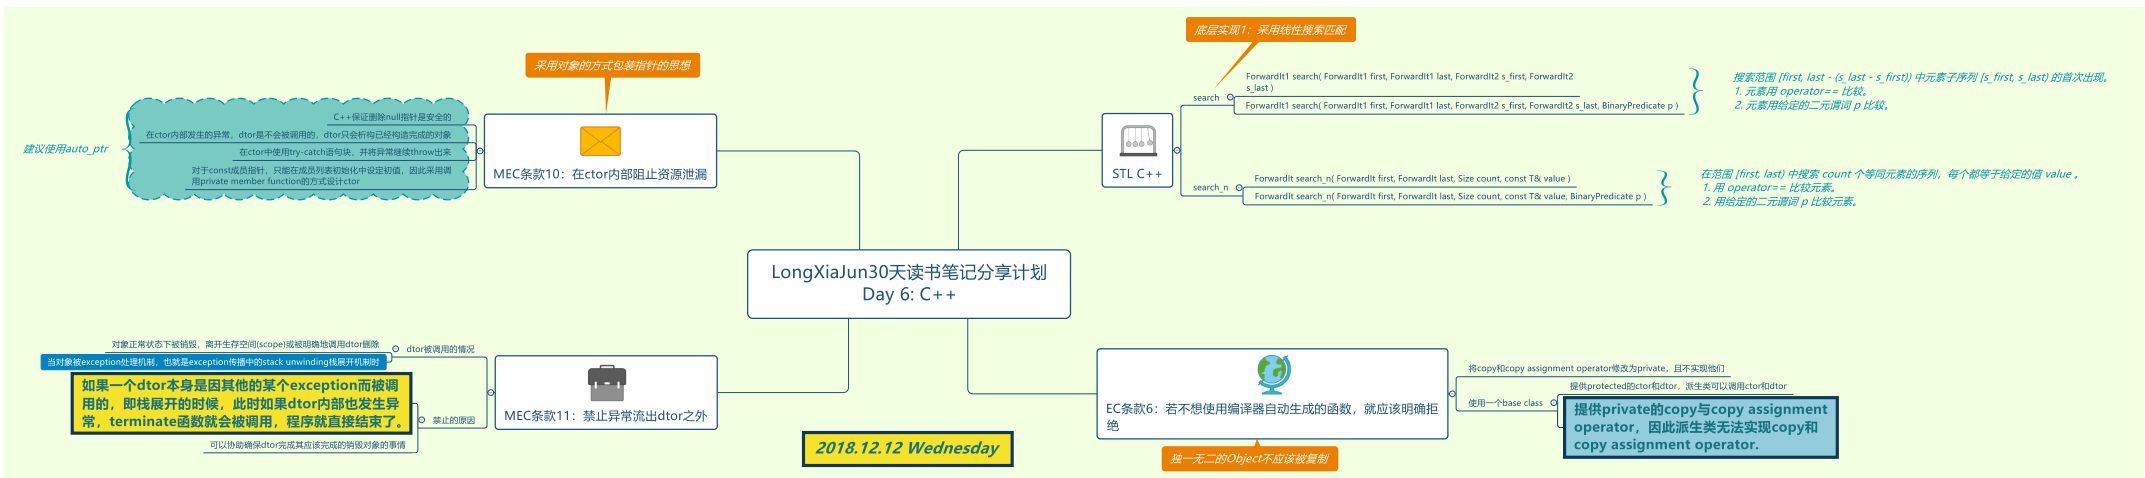 LongXiaJun30天读书笔记分享计划
Day 6: C++
采用对象的方式包装指针的思想
MEC条款10：在ctor内部阻止资源泄漏
C++保证删除null指针是安全的
在ctor内部发生的异常，dtor是不会被调用的，dtor只会析构已经构造完成的对象
在ctor中使用try-catch语句块，并将异常继续throw出来
对于const成员指针，只能在成员列表初始化中设定初值，因此采用调
用private member function的方式设计ctor
建议使用auto_ptr
底层实现1：采用线性搜索匹配
STL C++
search
ForwardIt1 search( ForwardIt1 first, ForwardIt1 last, ForwardIt2 s_first, ForwardIt2
s_last )
ForwardIt1 search( ForwardIt1 first, ForwardIt1 last, ForwardIt2 s_first, ForwardIt2 s_last, BinaryPredicate p )
搜索范围 [first, last - (s_last - s_first)) 中元素子序列 [s_first, s_last) 的首次出现。
1. 元素用 operator== 比较。
2. 元素用给定的二元谓词 p 比较。
search_n
ForwardIt search_n( ForwardIt first, ForwardIt last, Size count, const T& value )
ForwardIt search_n( ForwardIt first, ForwardIt last, Size count, const T& value, BinaryPredicate p )
在范围 [first, last) 中搜索 count 个等同元素的序列，每个都等于给定的值 value 。
1. 用 operator== 比较元素。
2. 用给定的二元谓词 p 比较元素。
MEC条款11：禁止异常流出dtor之外
dtor被调用的情况
对象正常状态下被销毁，离开生存空间(scope)或被明确地调用dtor删除
当对象被exception处理机制，也就是exception传播中的stack unwinding栈展开机制时
禁止的原因
如果一个dtor本身是因其他的某个exception而被调
用的，即栈展开的时候，此时如果dtor内部也发生异
常，terminate函数就会被调用，程序就直接结束了。
可以协助确保dtor完成其应该完成的销毁对象的事情
2018.12.12 Wednesday
EC条款6：若不想使用编译器自动生成的函数，就应该明确拒
绝
独一无二的Object不应该被复制
将copy和copy assignment operator修改为private，且不实现他们
使用一个base class
提供protected的ctor和dtor，派生类可以调用ctor和dtor
提供private的copy与copy assignment
operator，因此派生类无法实现copy和
copy assignment operator.